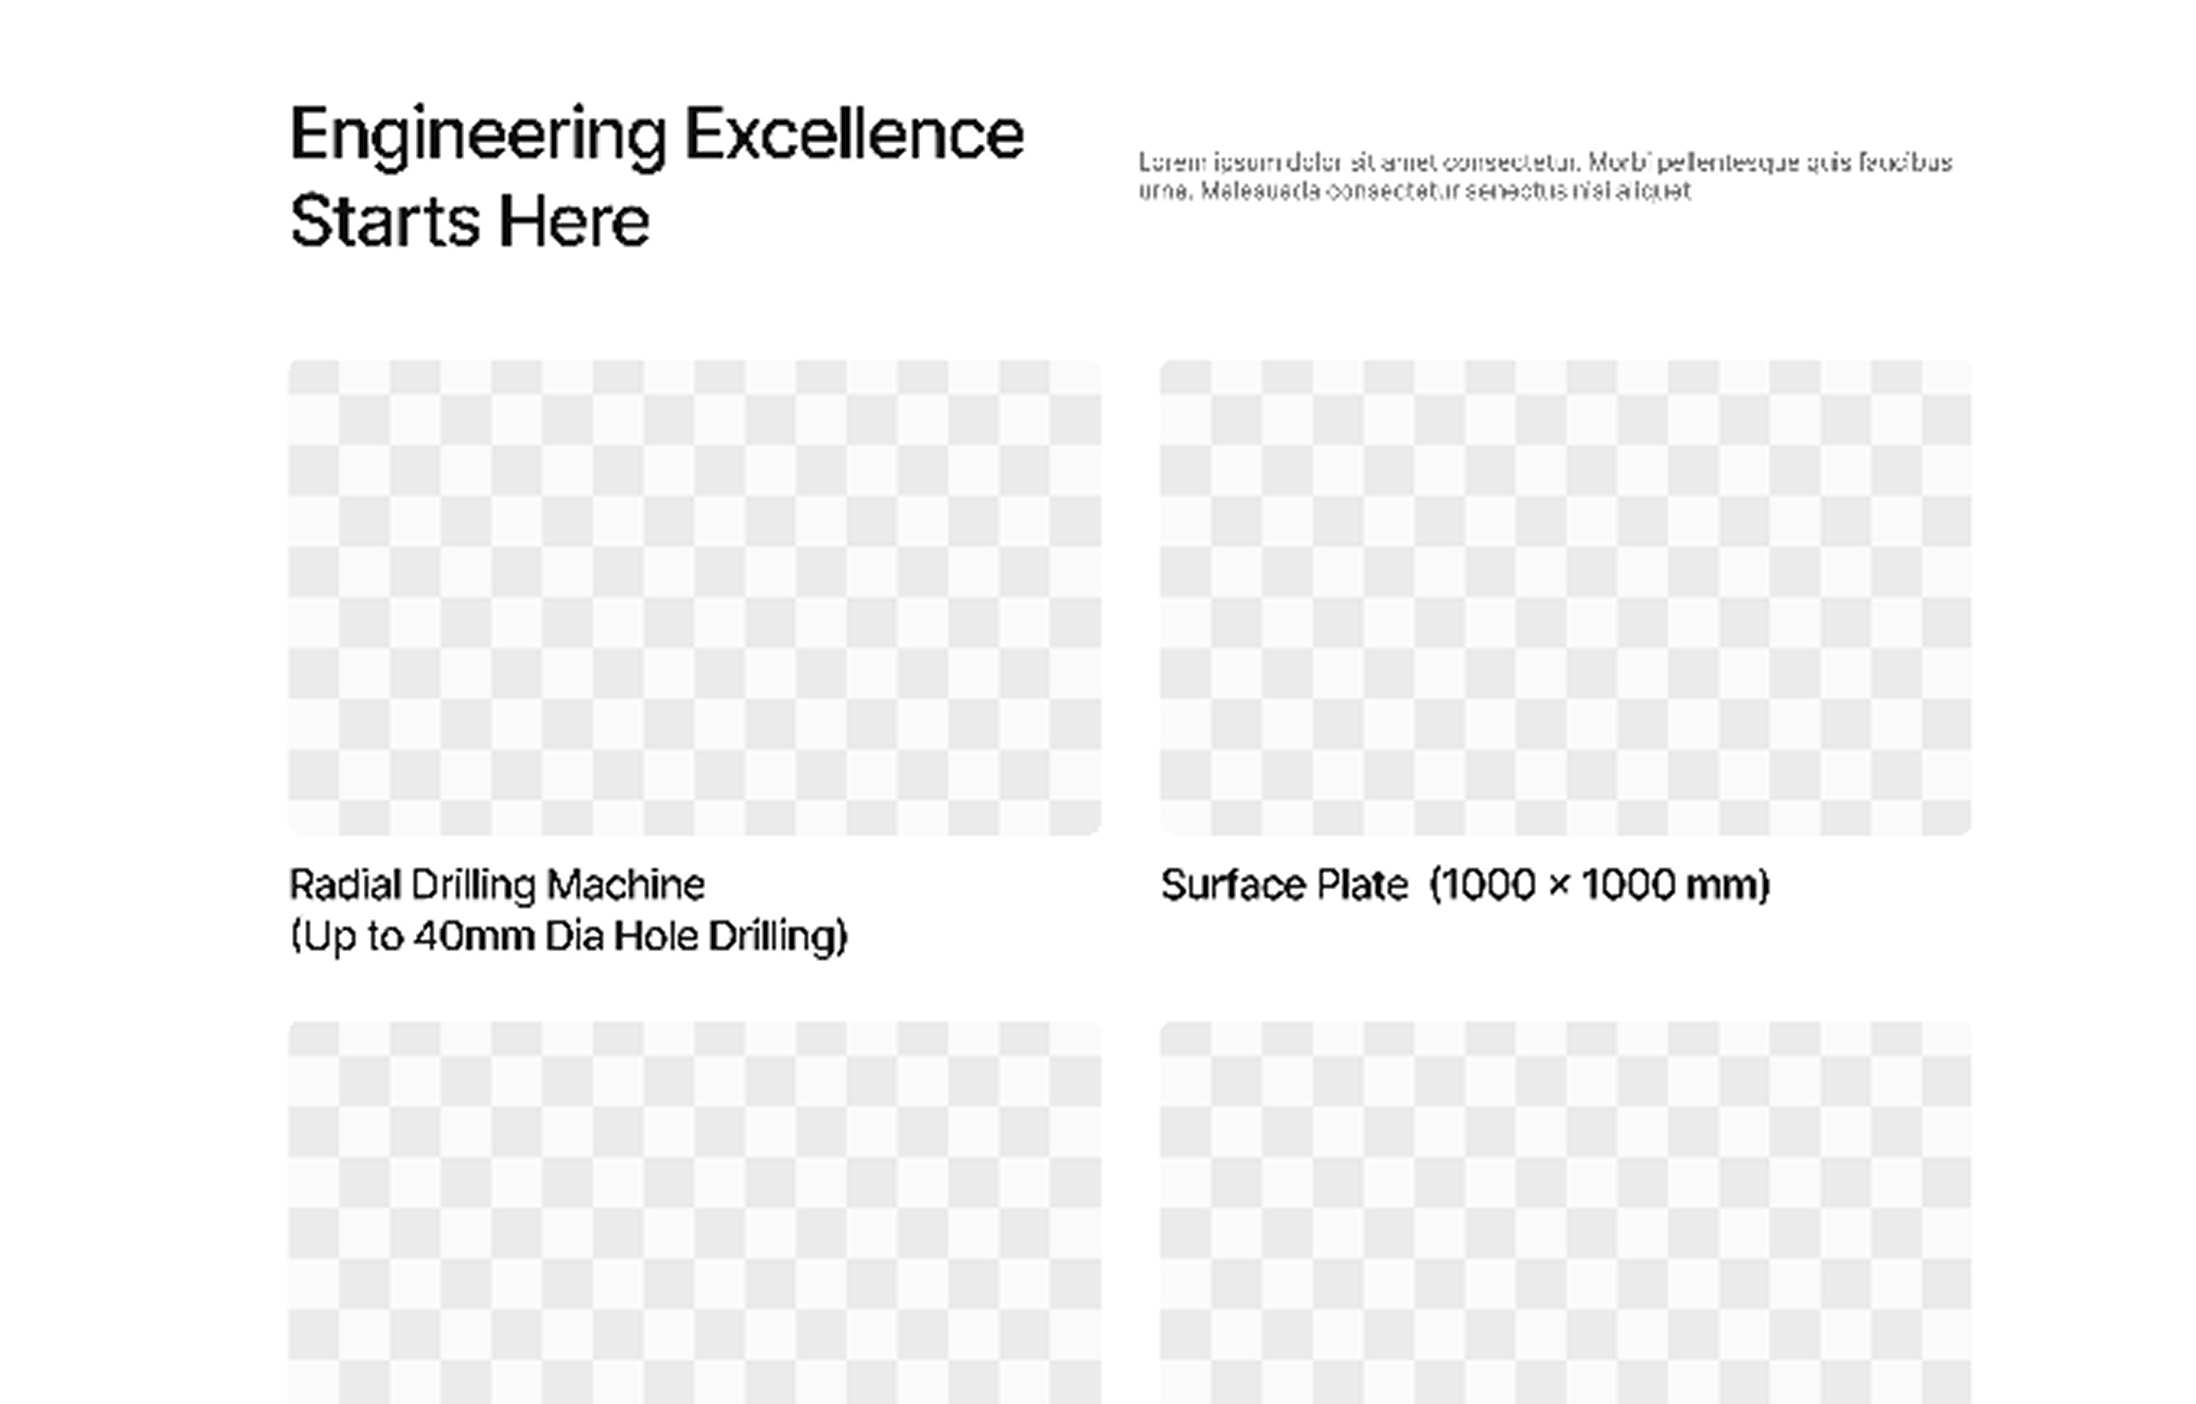 Engineering Excellence
Starts Here
Lorem ipsum dolor sit amet consectetur. Morbi pellentesque quis faucibus
urna. Malesuada consectetur senectus nisl aliquet
Radial Drilling Machine
(Up to 40mm Dia Hole Drilling)
Surface Plate (1000 × 1000 mm)